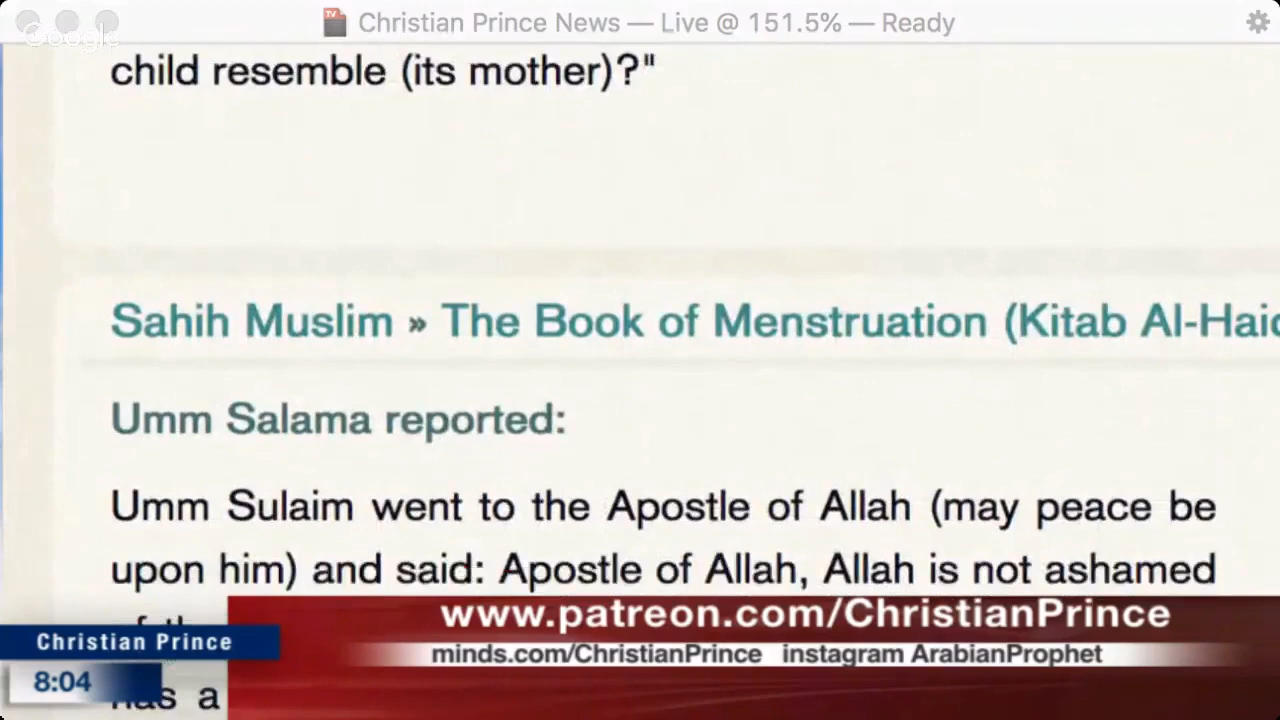 Christian Prince News — Live @ 151.5% — Ready
Google
child resemble (its mother)?"
Sahih Muslim » The Book of Menstruation (Kitab Al-Haid
Umm Salama reported:
Umm Sulaim went to the Apostle of Allah (may peace be
upon him) and said: Apostle of Allah, Allah is not ashamed
www.patreon.com/ChristianPrince
Christian Prince
minds.com/ChristianPrince instagram ArabianProphet
8:04
has a